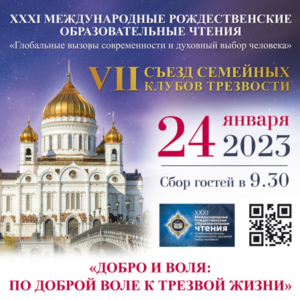 XXXI МЕЖДУНАРОДНЫЕ РОЖДЕСТВЕНСКИЕ
ОБРАЗОВАТЕЛЬНЫЕ ЧТЕНИЯ
«Глобальные вызовы современности и духовный выбор человека»
VII СЪЕЗД СЕМЕЙНЫХ
КЛУБОВ ТРЕЗВОСТИ
24 января
2023
Сбор гостей в 9.30
XXXI
МЕЖДУНАРОДНЫЕ
РОЖДЕСТВЕНСКИЕ
ОБРАЗОВАТЕЛЬНЫЕ
ЧТЕНИЯ
«ДОБРО И ВОЛЯ:
ПО ДОБРОЙ ВОЛЕ К ТРЕЗВОЙ ЖИЗНИ»